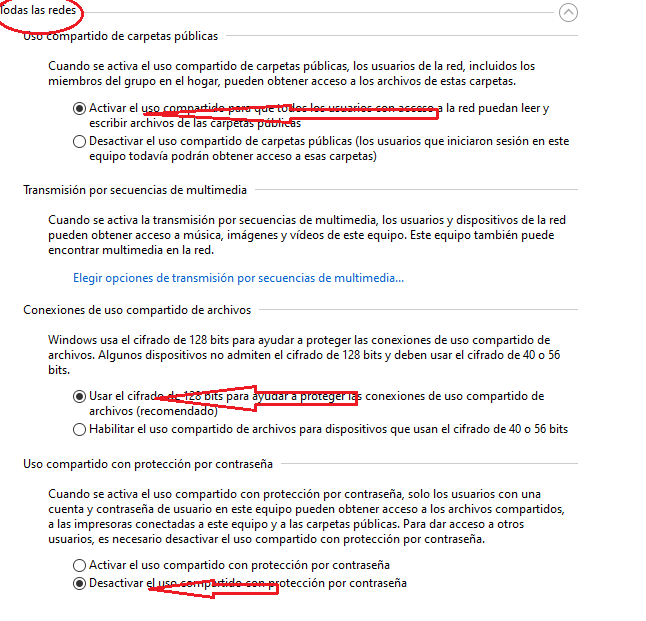 Todas las redes
Uso compartido de carpetas públicas
Cuando se activa el uso compartido de carpetas públicas, los usuarios de la red, incluidos los
miembros del grupo en el hogar, pueden obtener acceso a los archivos de estas carpetas.
Activar el uso compartido para que todos los usuarios con acceso a la red puedan leer y
escribir archivos de las carpetas públicas
Desactivar el uso compartido de carpetas públicas (los usuarios que iniciaron sesión en este
equipo todavía podrán obtener acceso a esas carpetas)
Transmisión por secuencias de multimedia
Cuando se activa la transmisión por secuencias de multimedia, los usuarios y dispositivos de la red
pueden obtener acceso a música, imágenes y vídeos de este equipo. Este equipo también puede
encontrar multimedia en la red.
Elegir opciones de transmisión por secuencias de multimedia...
Conexiones de uso compartido de archivos
Windows usa el cifrado de 128 bits para ayudar a proteger las conexiones de uso compartido de
archivos. Algunos dispositivos no admiten el cifrado de 128 bits y deben usar el cifrado de 40 o 56
bits.
Usar el cifrado de 128 bits para ayudar a proteger las conexiones de uso compartido de
archivos (recomendado)
Habilitar el uso compartido de archivos para dispositivos que usan el cifrado de 40 o 56 bits
Uso compartido con protección por contraseña
Cuando se activa el uso compartido con protección por contraseña, solo los usuarios con una
cuenta y contraseña de usuario en este equipo pueden obtener acceso a los archivos compartidos,
a las impresoras conectadas a este equipo y a las carpetas públicas. Para dar acceso a otros
usuarios, es necesario desactivar el uso compartido con protección por contraseña.
Activar el uso compartido con protección por contraseña
Desactivar el uso compartido con protección por contraseña